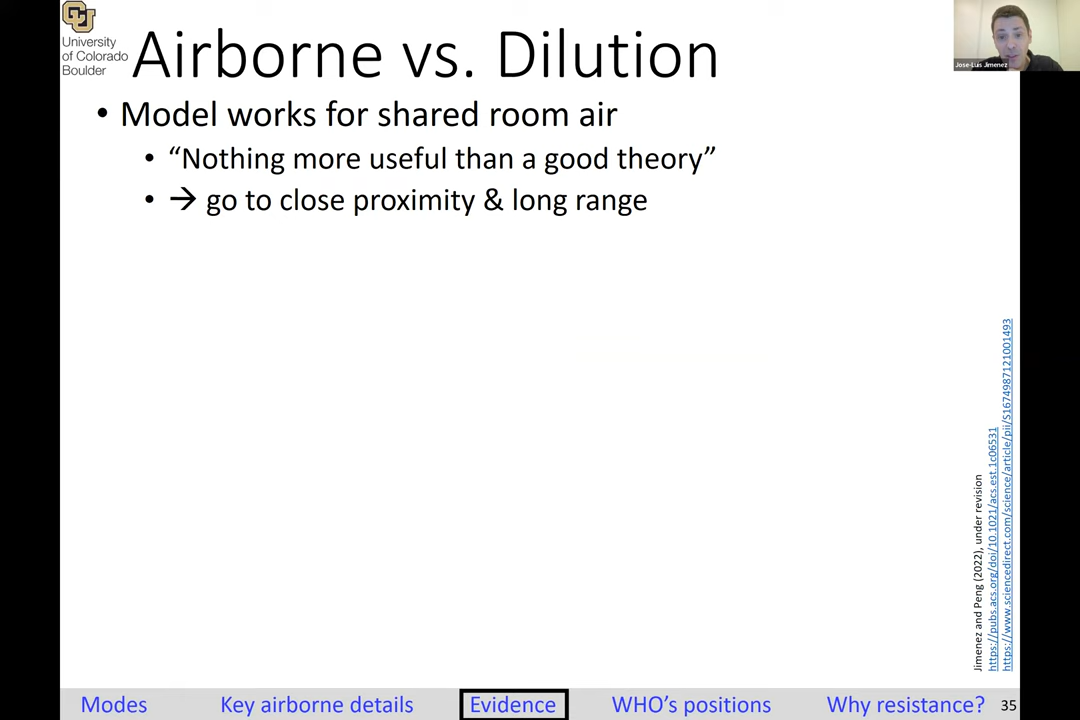 CU
University
of Colorado
Boulder
Airborne vs. Dilution
Jose-Luis Jimenez
• Model works for shared room air
• “Nothing more useful than a good theory”
• → go to close proximity & long range
Jimenez and Peng (2022), under revision
https://pubs.acs.org/doi/10.1021/acs.est.1c06531
https://www.sciencedirect.com/science/article/pii/S1674987121001493
Modes Key airborne details Evidence WHO’s positions Why resistance? 35